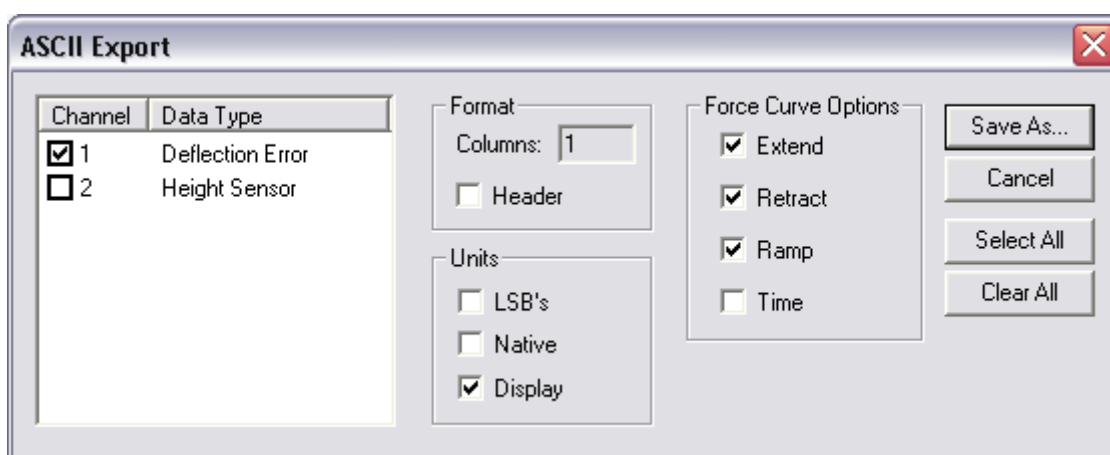 ASCII Export
Channel Data Type
1 Deflection Error
2 Height Sensor
Format
Columns: 1
Header
Units
LSB's
Native
Display
Force Curve Options
Extend
Retract
Ramp
Time
Save As...
Cancel
Select All
Clear All